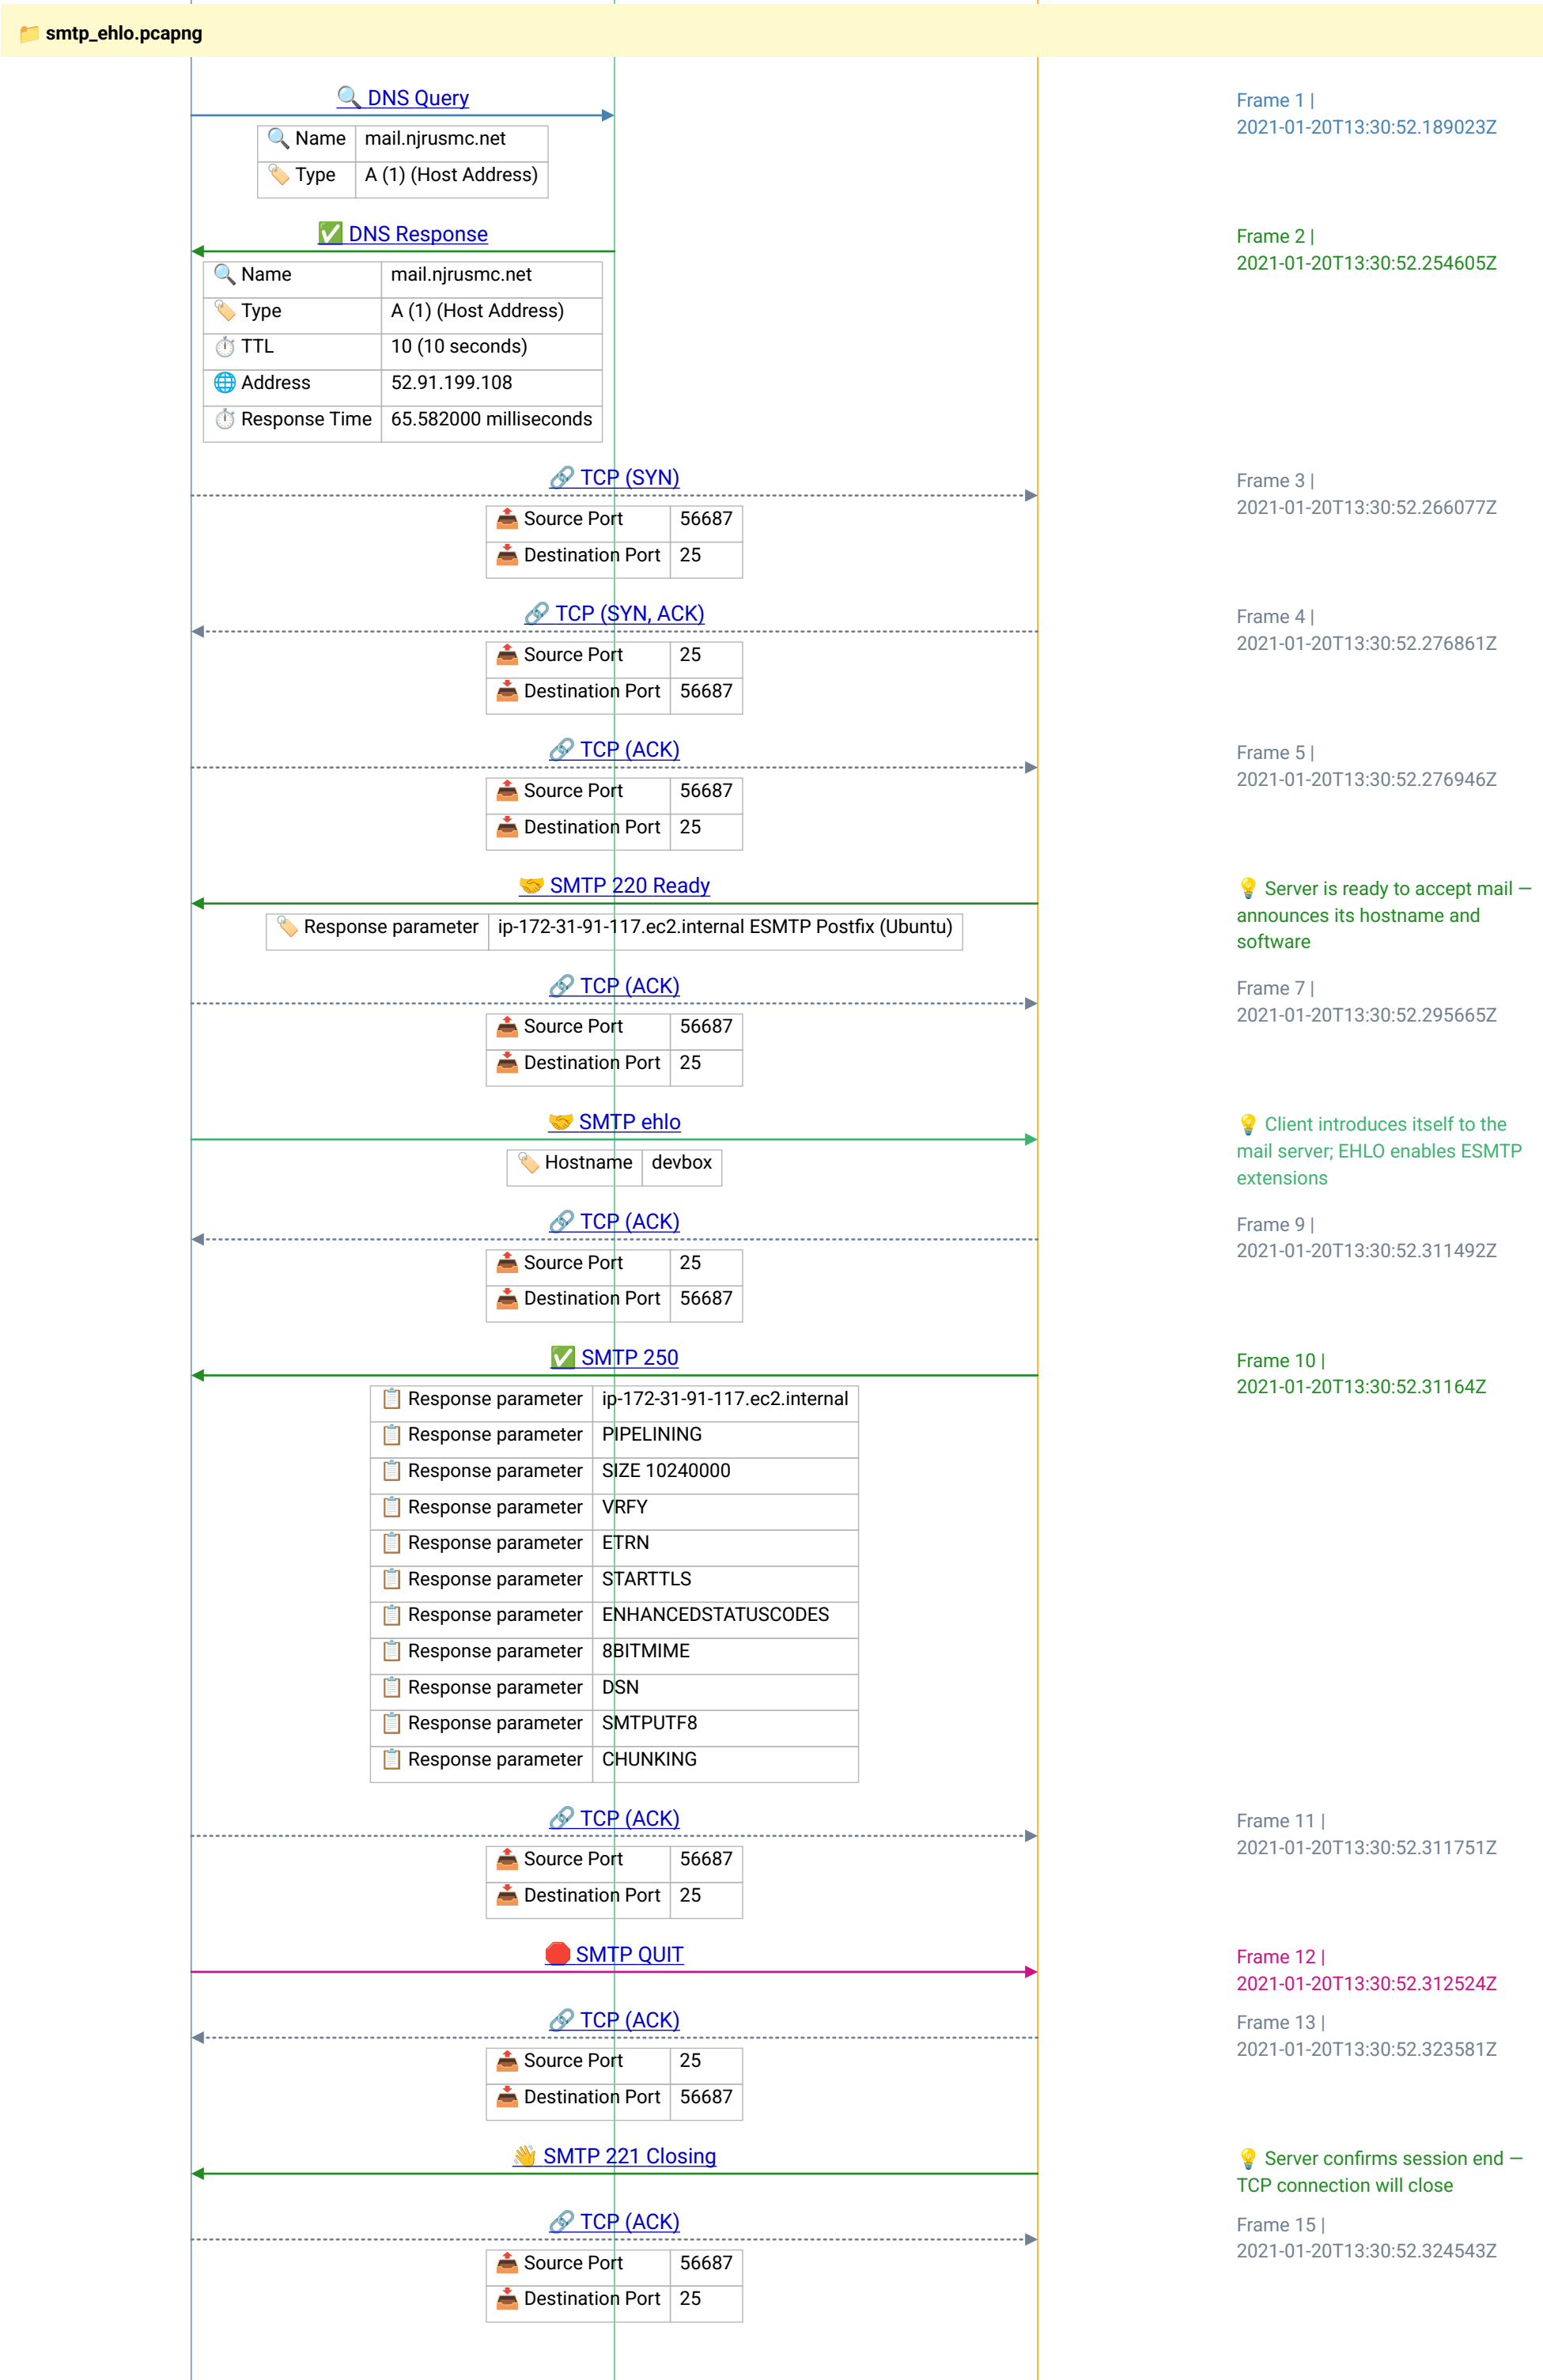 smtp_ehlo.pcapng
DNS Query
Frame 1 |
2021-01-20T13:30:52.189023Z
Name mail.njrusmc.net
Type A (1) (Host Address)
DNS Response
Frame 2 |
2021-01-20T13:30:52.254605Z
Name mail.njrusmc.net
Type A (1) (Host Address)
TTL 10 (10 seconds)
Address 52.91.199.108
Response Time 65.582000 milliseconds
TCP (SYN)
Frame 3 |
2021-01-20T13:30:52.266077Z
Source Port 56687
Destination Port 25
TCP (SYN, ACK)
Frame 4 |
2021-01-20T13:30:52.276861Z
Source Port 25
Destination Port 56687
TCP (ACK)
Frame 5 |
2021-01-20T13:30:52.276946Z
Source Port 56687
Destination Port 25
SMTP 220 Ready
Server is ready to accept mail —
announces its hostname and
software
Response parameter ip-172-31-91-117.ec2.internal ESMTP Postfix (Ubuntu)
TCP (ACK)
Frame 7 |
2021-01-20T13:30:52.295665Z
Source Port 56687
Destination Port 25
SMTP ehlo
Client introduces itself to the
mail server; EHLO enables ESMTP
extensions
Hostname devbox
TCP (ACK)
Frame 9 |
2021-01-20T13:30:52.311492Z
Source Port 25
Destination Port 56687
SMTP 250
Frame 10 |
2021-01-20T13:30:52.31164Z
Response parameter ip-172-31-91-117.ec2.internal
Response parameter PIPELINING
Response parameter SIZE 10240000
Response parameter VRFY
Response parameter ETRN
Response parameter STARTTLS
Response parameter ENHANCEDSTATUSCODES
Response parameter 8BITMIME
Response parameter DSN
Response parameter SMTPUTF8
Response parameter CHUNKING
TCP (ACK)
Frame 11 |
2021-01-20T13:30:52.311751Z
Source Port 56687
Destination Port 25
SMTP QUIT
Frame 12 |
2021-01-20T13:30:52.312524Z
TCP (ACK)
Frame 13 |
2021-01-20T13:30:52.323581Z
Source Port 25
Destination Port 56687
SMTP 221 Closing
Server confirms session end —
TCP connection will close
TCP (ACK)
Frame 15 |
2021-01-20T13:30:52.324543Z
Source Port 56687
Destination Port 25